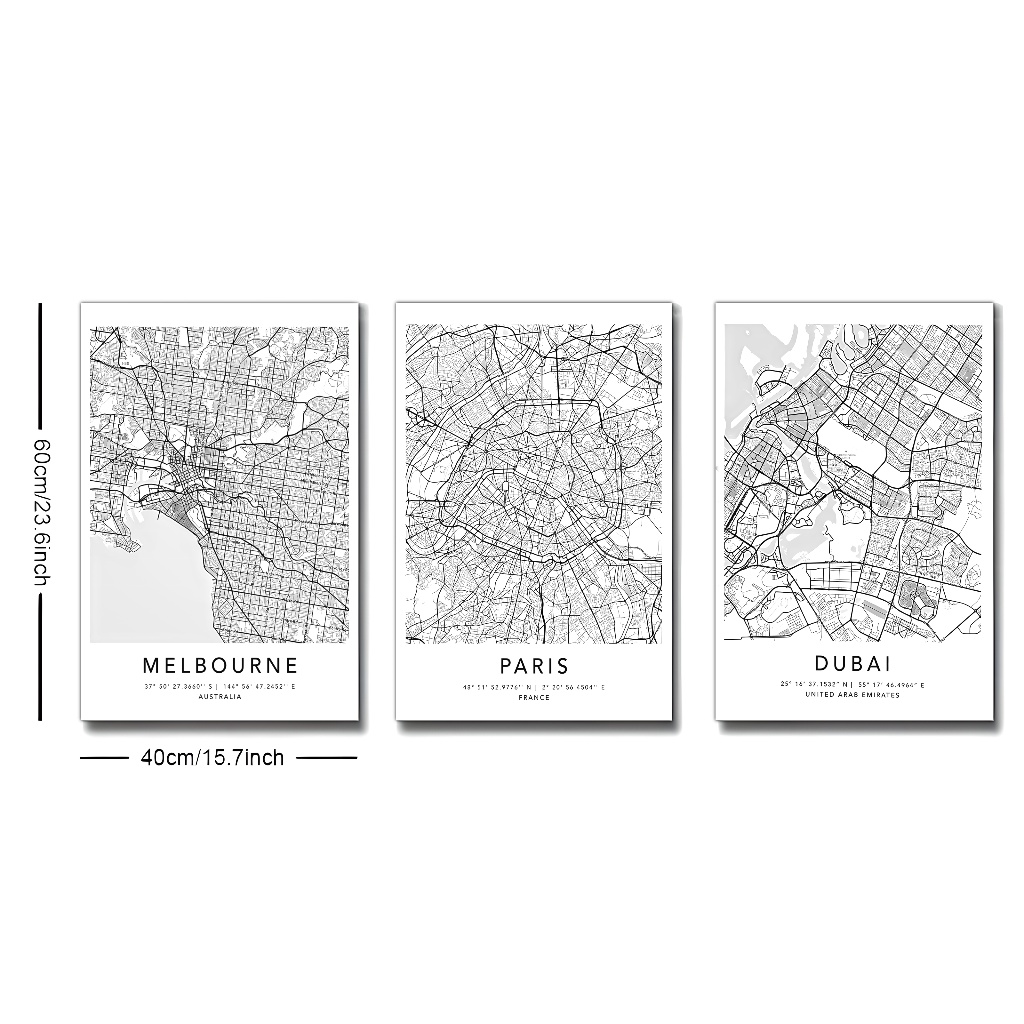 60cm/23.6inch
MELBOURNE
37° 50' 27.3660'' S | 144° 56' 47.2452'' E
AUSTRALIA
PARIS
48° 51' 52.9776'' N | 2° 20' 56.4504'' E
FRANCE
DUBAI
25° 16' 37.1532" N | 55° 17' 46.4964" E
UNITED ARAB EMIRATES
40cm/15.7inch